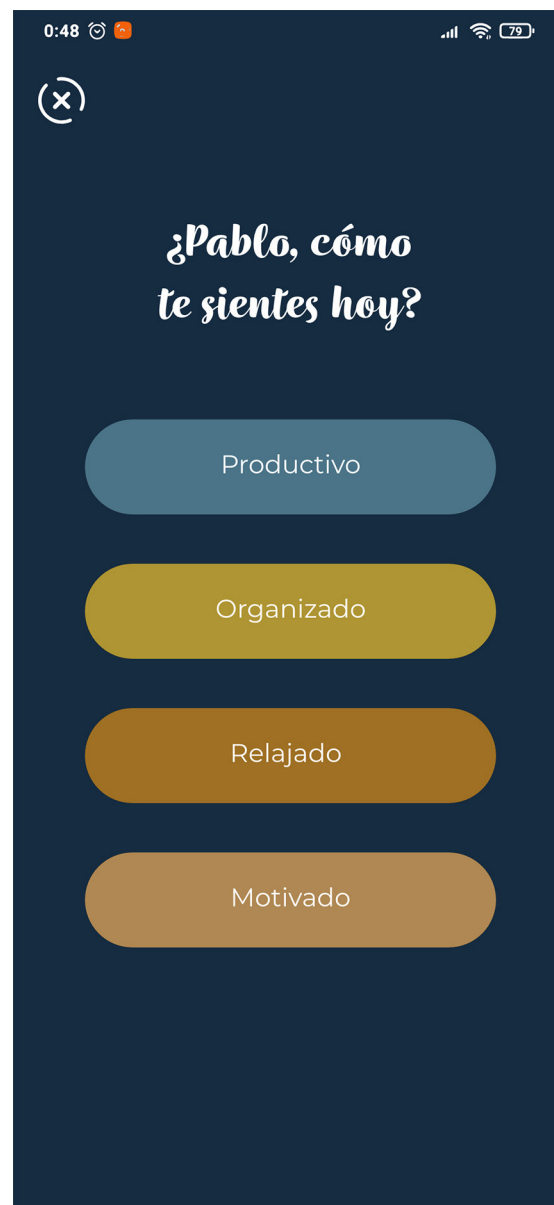 0:48
79
¿Pablo, cómo
te sientes hoy?
Productivo
Organizado
Relajado
Motivado